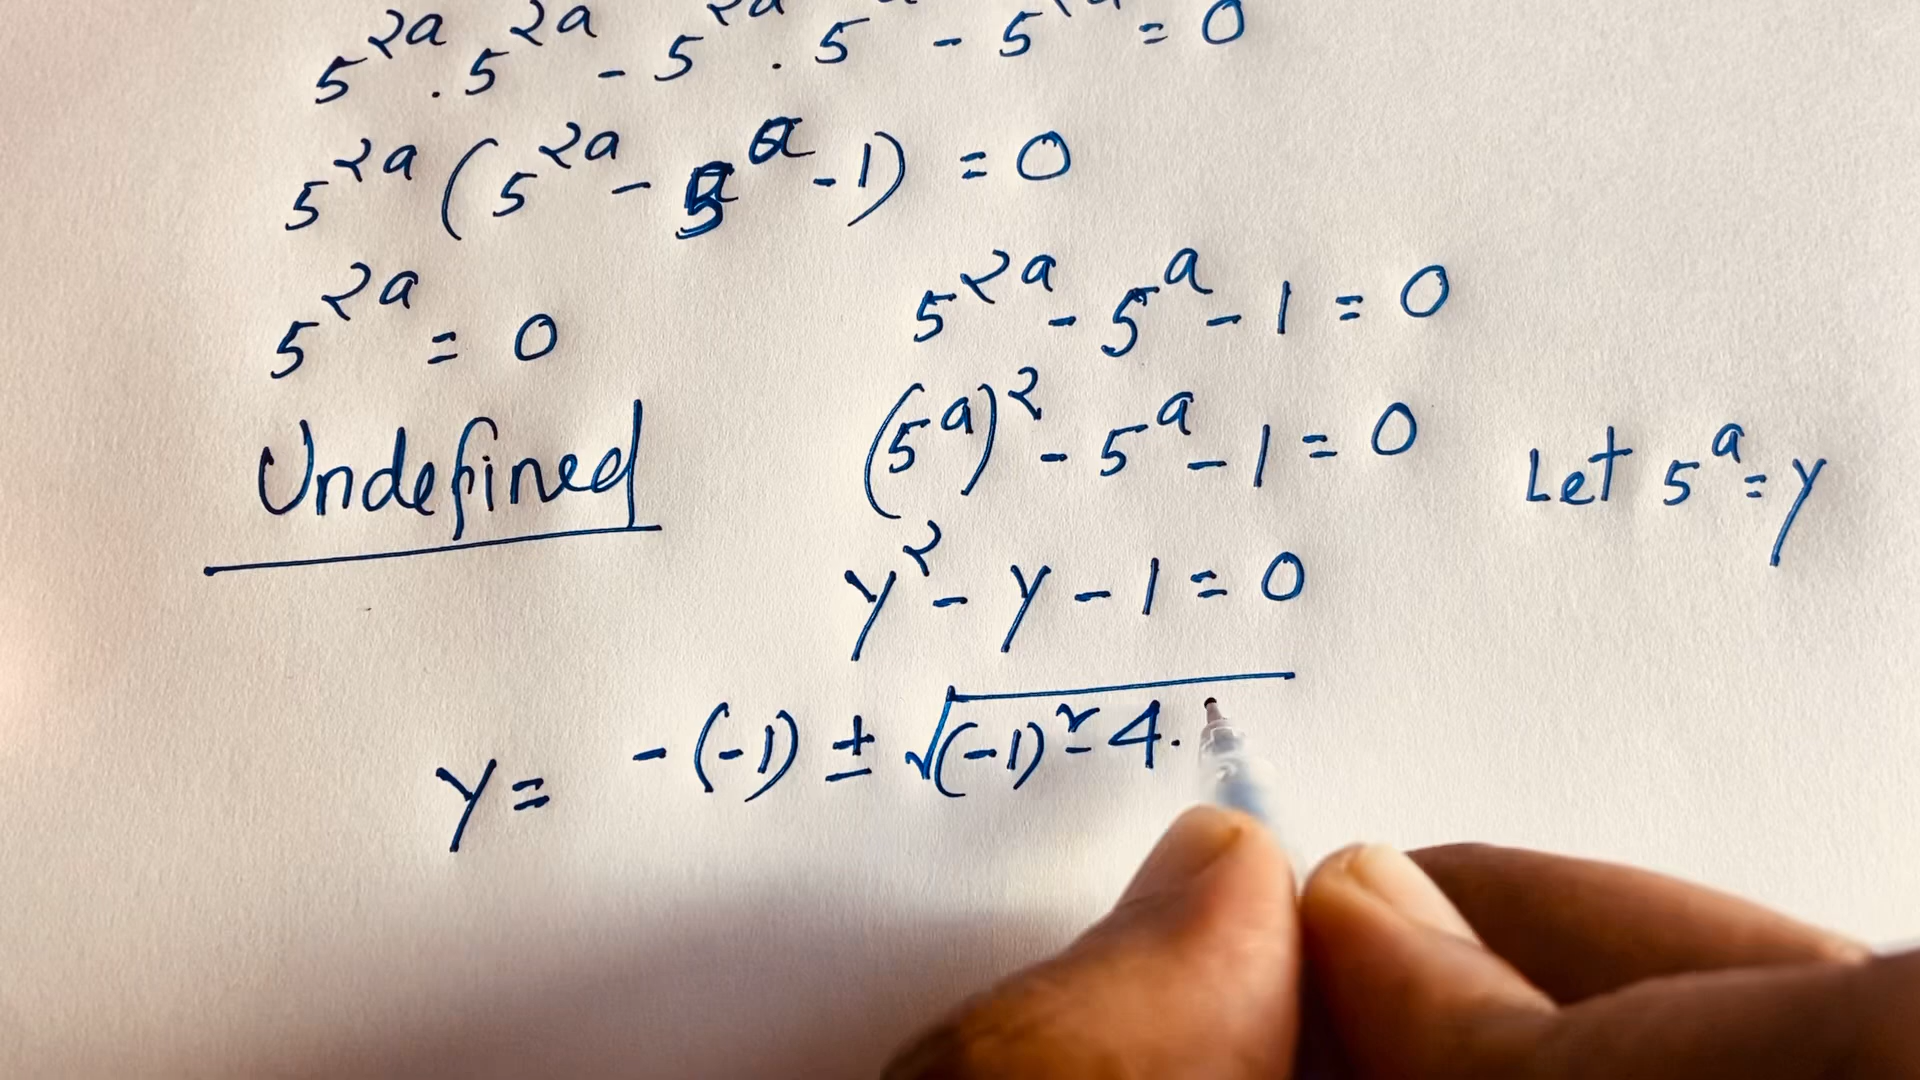 5^2a . 5^2a - 5^2a . 5 - 5 = 0
5^2a (5^2a - 5^a - 1) = 0
5^2a = 0
Undefined
5^2a - 5^a - 1 = 0
(5^a)^2 - 5^a - 1 = 0 Let 5^a = y
y^2 - y - 1 = 0
y = -(-1) ± √(-1)^2 - 4.